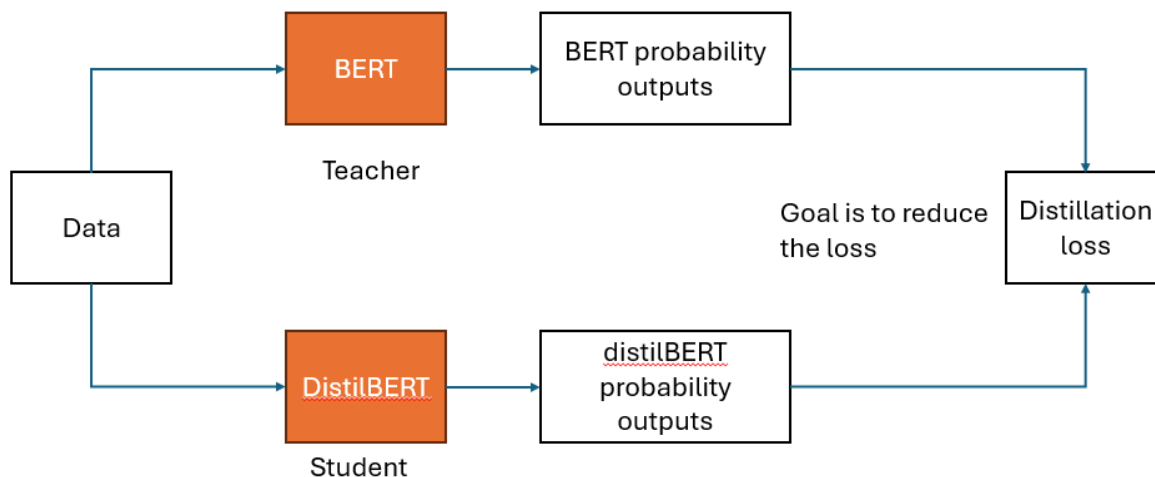 BERT
BERT probability
outputs
Teacher
Data
Goal is to reduce
the loss
Distillation
loss
DistilBERT
distilBERT
probability
outputs
Student